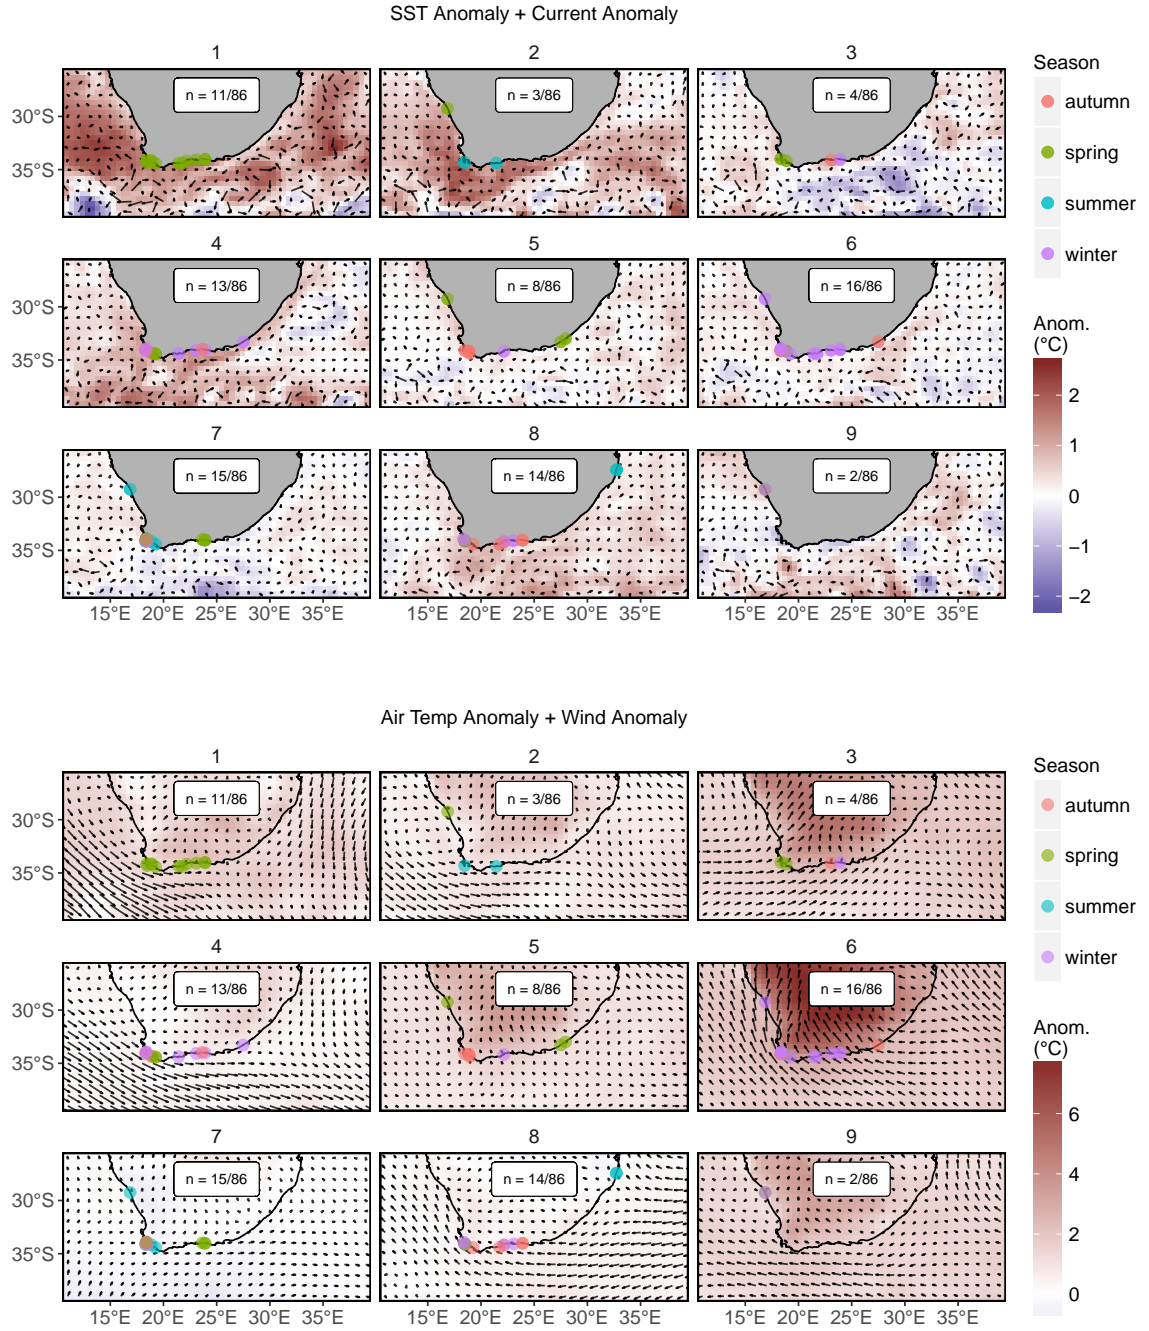 SST Anomaly + Current Anomaly
1 2 3
n = 11/86 n = 3/86 n = 4/86
30°S
35°S
4 5 6
n = 13/86 n = 8/86 n = 16/86
30°S
35°S
7 8 9
n = 15/86 n = 14/86 n = 2/86
30°S
35°S
15°E 20°E 25°E 30°E 35°E 15°E 20°E 25°E 30°E 35°E 15°E 20°E 25°E 30°E 35°E
Season
autumn
spring
summer
winter
Anom.
(°C)
2
1
0
−1
−2
Air Temp Anomaly + Wind Anomaly
1 2 3
n = 11/86 n = 3/86 n = 4/86
30°S
35°S
4 5 6
n = 13/86 n = 8/86 n = 16/86
30°S
35°S
7 8 9
n = 15/86 n = 14/86 n = 2/86
30°S
35°S
15°E 20°E 25°E 30°E 35°E 15°E 20°E 25°E 30°E 35°E 15°E 20°E 25°E 30°E 35°E
Season
autumn
spring
summer
winter
Anom.
(°C)
6
4
2
0